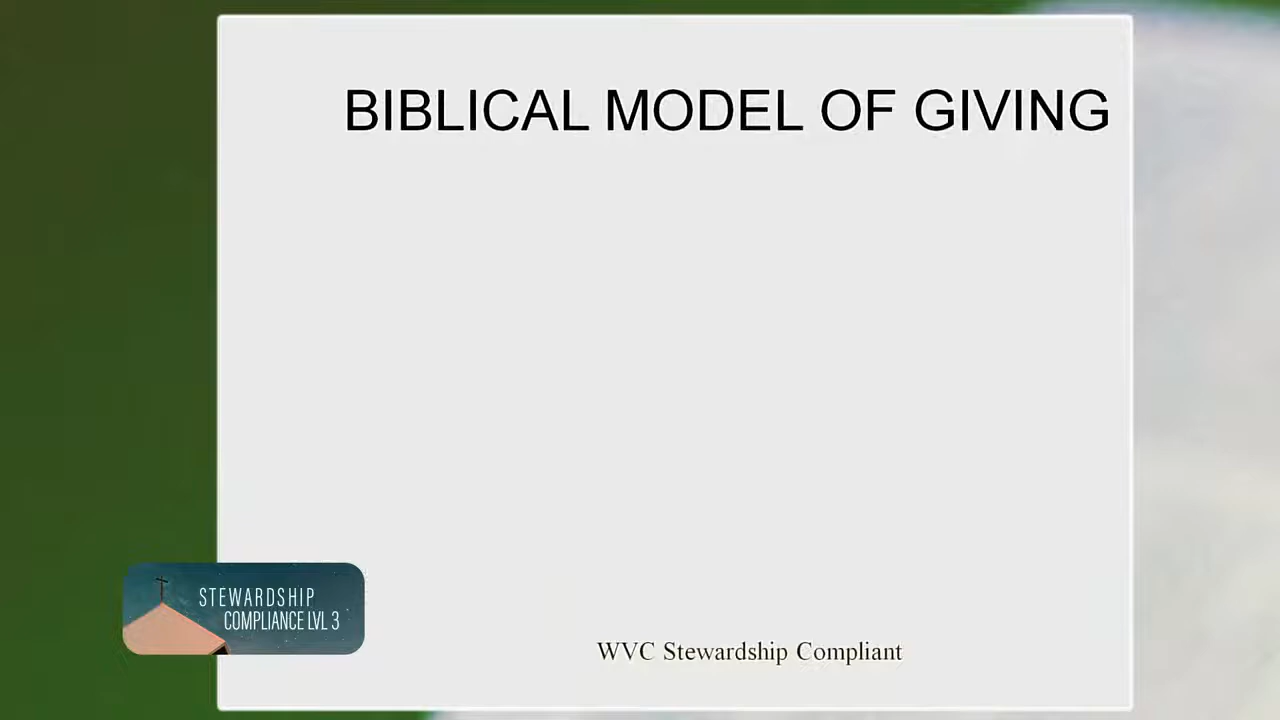 BIBLICAL MODEL OF GIVING
STEWARDSHIP
COMPLIANCE LVL 3
WVC Stewardship Compliant